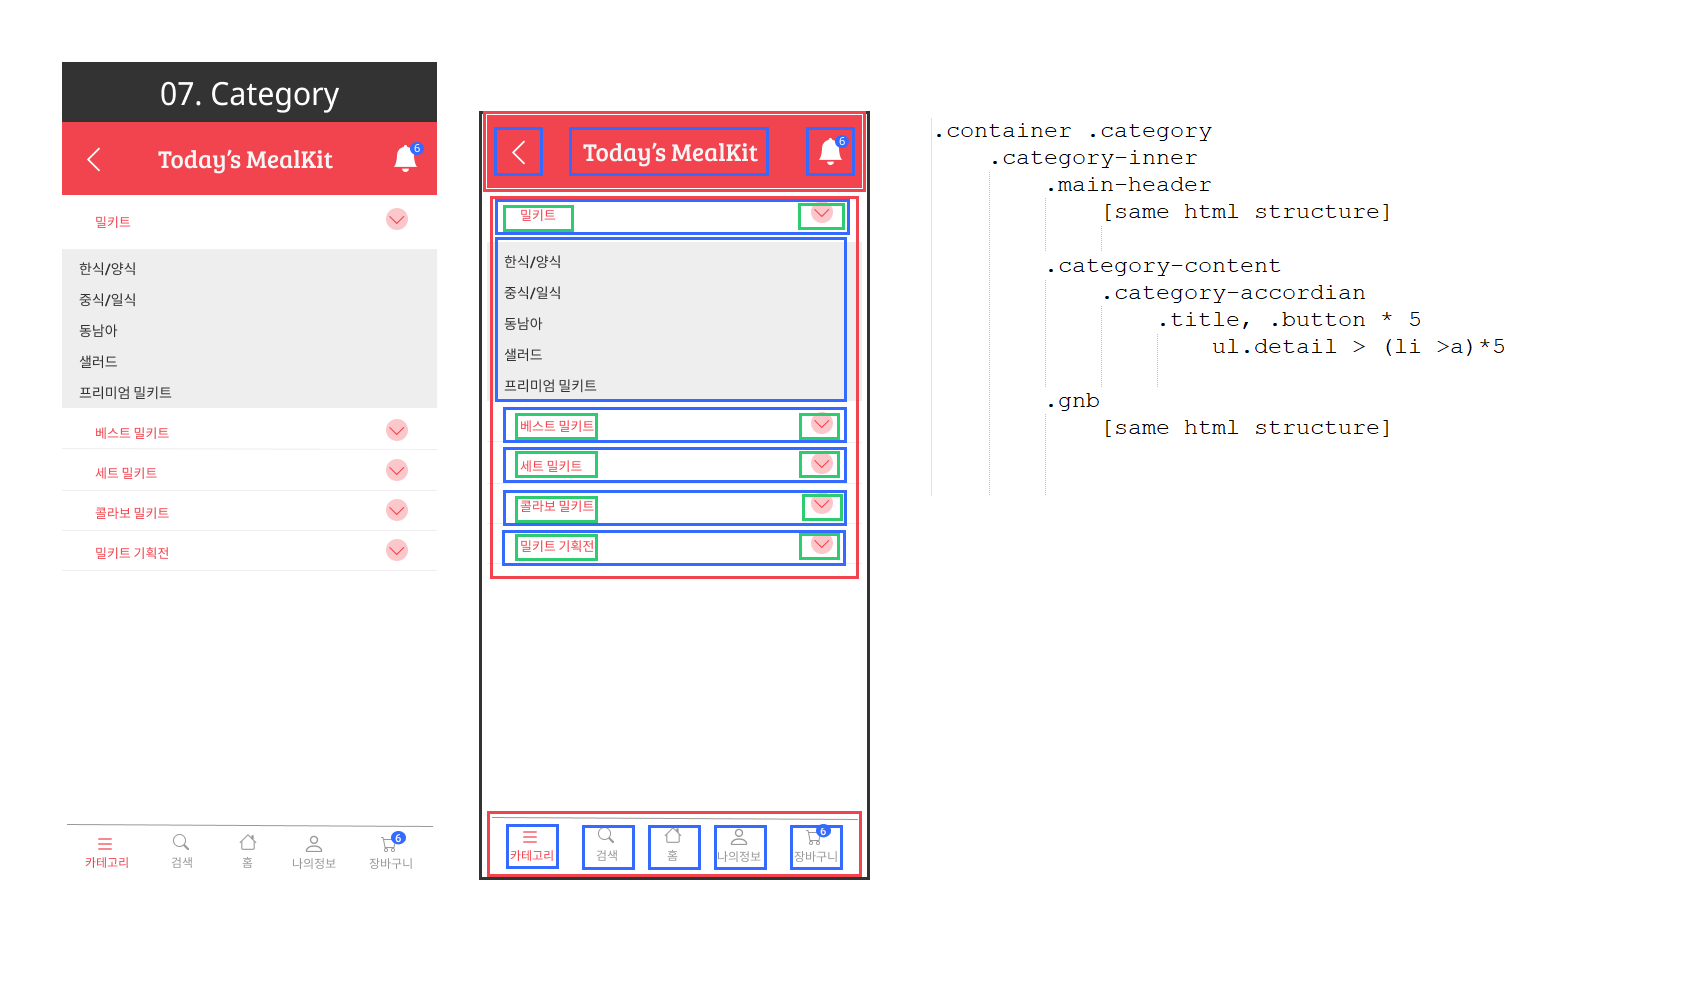 07. Category
Today's MealKit
6
밀키트
한식/양식
중식/일식
동남아
샐러드
프리미엄 밀키트
베스트 밀키트
세트 밀키트
콜라보 밀키트
밀키트 기획전
카테고리
검색
홈
나의정보
6
장바구니
Today's MealKit
6
밀키트
한식/양식
중식/일식
동남아
샐러드
프리미엄 밀키트
베스트 밀키트
세트 밀키트
콜라보 밀키트
밀키트 기획전
카테고리
검색
홈
나의정보
6
장바구니
.container .category
.category-inner
.main-header
[same html structure]
.category-content
.category-accordian
.title, .button * 5
ul.detail > (li >a)*5
.gnb
[same html structure]